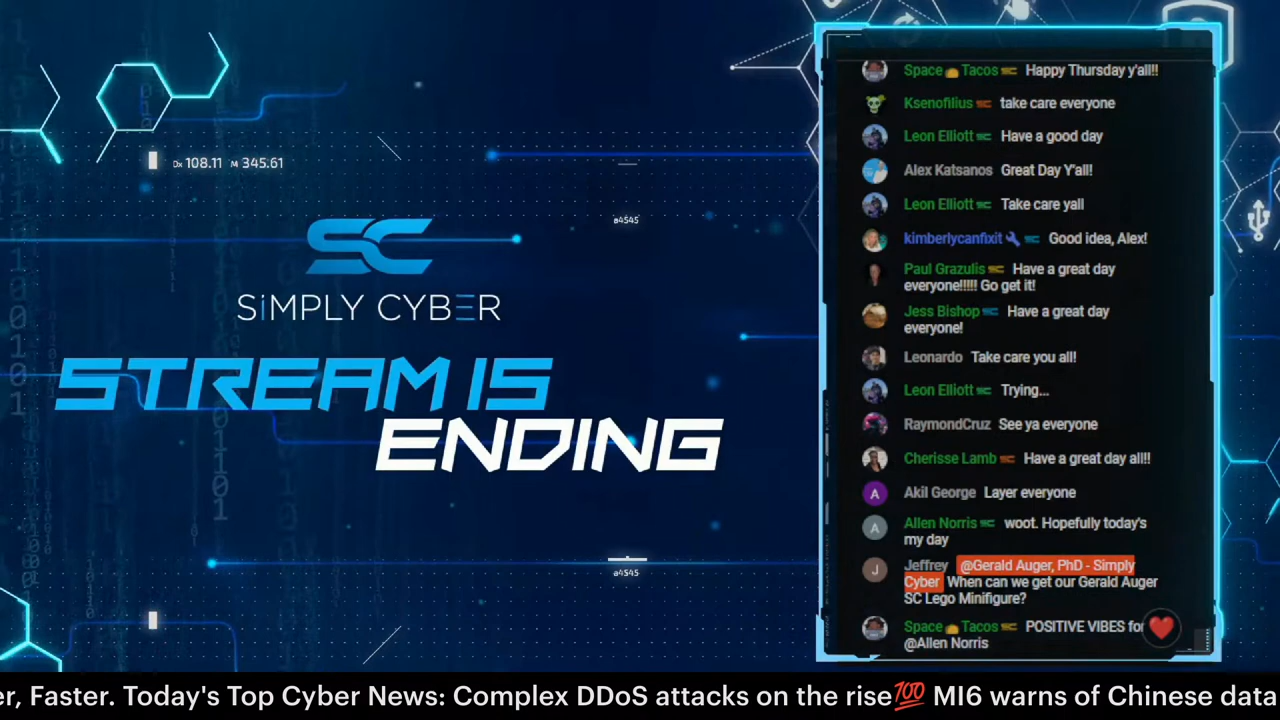 Dx 108.11 M 345.61
a4545
SC
SiMPLY CYBER
STREAM IS
ENDING
a4545
Space Tacos Happy Thursday y'all!!
Ksenofilius take care everyone
Leon Elliott Have a good day
Alex Katsanos Great Day Y'all!
Leon Elliott Take care yall
kimberlycanfixit Good idea, Alex!
Paul Grazulis Have a great day
everyone!!!!! Go get it!
Jess Bishop Have a great day
everyone!
Leonardo Take care you all!
Leon Elliott Trying...
RaymondCruz See ya everyone
Cherisse Lamb Have a great day all!!
A Akil George Layer everyone
A Allen Norris woot. Hopefully today's
my day
J Jeffrey @Gerald Auger, PhD - Simply
Cyber When can we get our Gerald Auger
SC Lego Minifigure?
Space Tacos POSITIVE VIBES for
@Allen Norris
er, Faster. Today's Top Cyber News: Complex DDoS attacks on the rise💯 MI6 warns of Chinese data